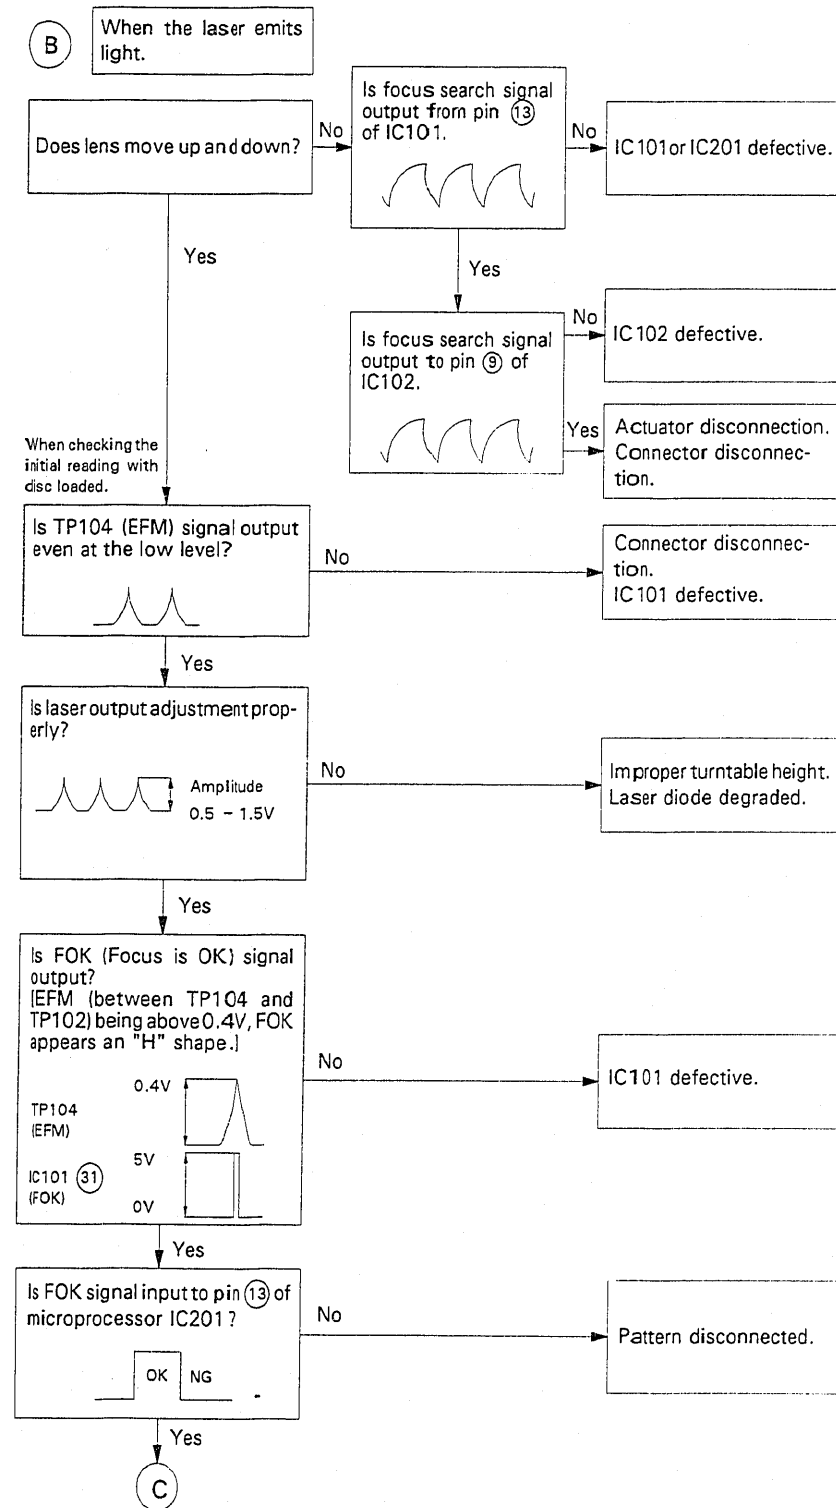 B
When the laser emits
light.
Does lens move up and down?
No
Is focus search signal
output from pin 13
of IC101.
No
IC101 or IC201 defective.
Yes
Yes
Is focus search signal
output to pin 9 of
IC102.
No
IC102 defective.
Yes
Actuator disconnection.
Connector disconnec-
tion.
When checking the
initial reading with
disc loaded.
Is TP104 (EFM) signal output
even at the low level?
No
Connector disconnec-
tion.
IC101 defective.
Yes
Is laser output adjustment prop-
erly?
Amplitude
0.5 – 1.5V
No
Improper turntable height.
Laser diode degraded.
Yes
Is FOK (Focus is OK) signal
output?
[EFM (between TP104 and
TP102) being above 0.4V, FOK
appears an "H" shape.]
0.4V
TP104
(EFM)
5V
IC101 31
(FOK)
0V
No
IC101 defective.
Yes
Is FOK signal input to pin 13 of
microprocessor IC201?
OK NG
No
Pattern disconnected.
Yes
C